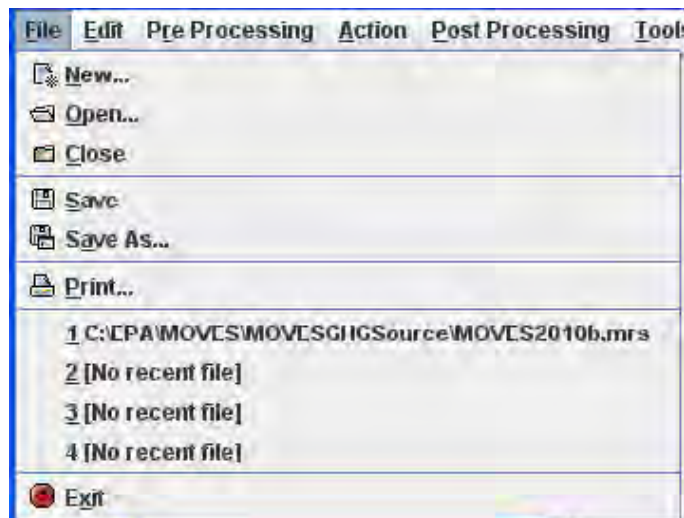 File Edit Pre Processing Action Post Processing Tools
New...
Open...
Close
Save
Save As...
Print...
1 C:\EPA\MOVES\MOVESGHGSource\MOVES2010b.mrs
2 [No recent file]
3 [No recent file]
4 [No recent file]
Exit